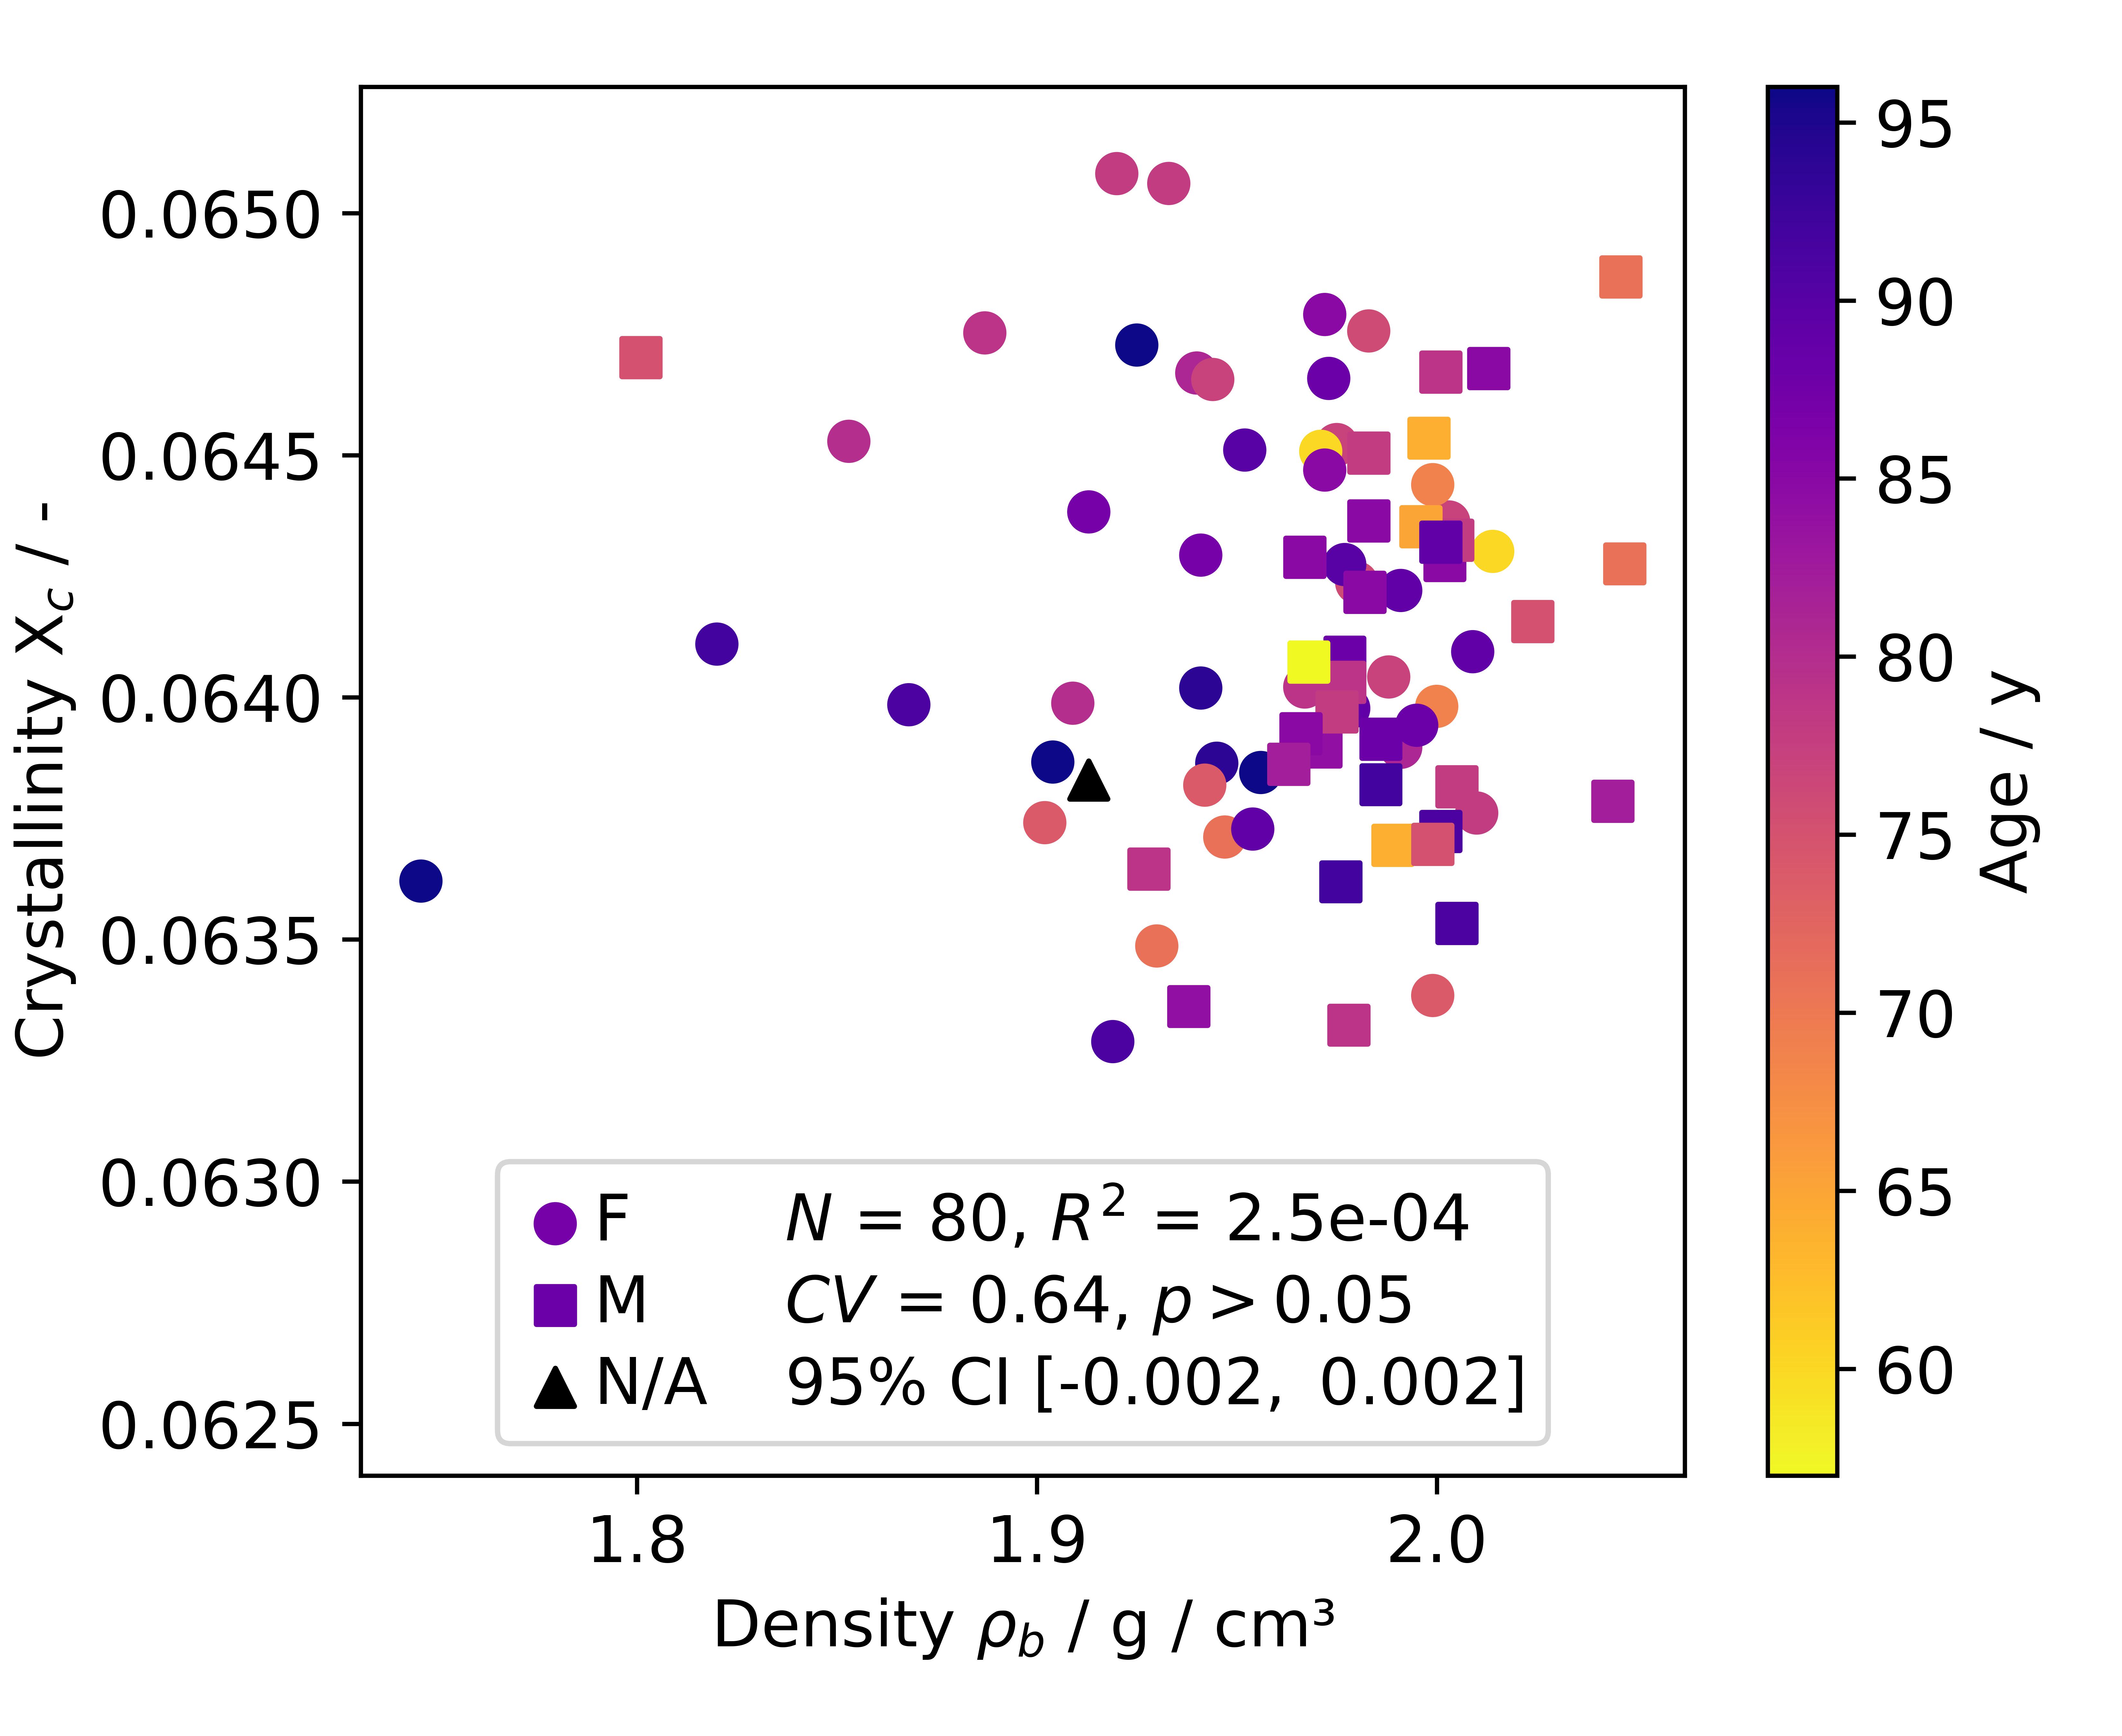 Crystallinity Xc / -
0.0650
0.0645
0.0640
0.0635
0.0630
0.0625
F N = 80, R² = 2.5e-04
M CV = 0.64, p > 0.05
N/A 95% CI [-0.002, 0.002]
1.8 1.9 2.0
Density ρb / g / cm³
95
90
85
80
75
70
65
60
Age / y